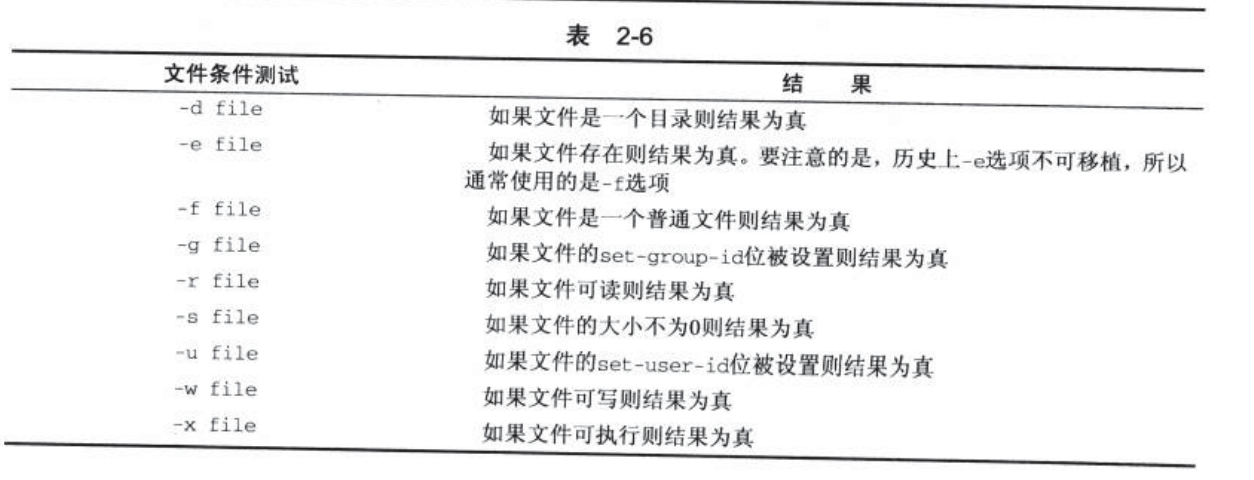 表 2-6
文件条件测试 结 果
-d file 如果文件是一个目录则结果为真
-e file 如果文件存在则结果为真。要注意的是，历史上-e选项不可移植，所以
通常使用的是-f选项
-f file 如果文件是一个普通文件则结果为真
-g file 如果文件的set-group-id位被设置则结果为真
-r file 如果文件可读则结果为真
-s file 如果文件的大小不为0则结果为真
-u file 如果文件的set-user-id位被设置则结果为真
-w file 如果文件可写则结果为真
-x file 如果文件可执行则结果为真